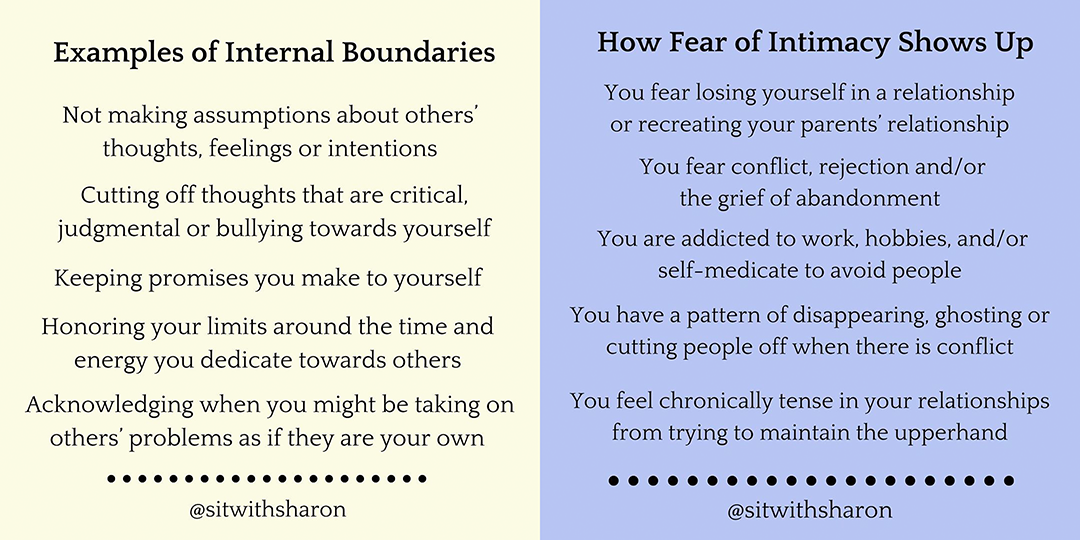 Examples of Internal Boundaries
Not making assumptions about others’
thoughts, feelings or intentions
Cutting off thoughts that are critical,
judgmental or bullying towards yourself
Keeping promises you make to yourself
Honoring your limits around the time and
energy you dedicate towards others
Acknowledging when you might be taking on
others’ problems as if they are your own
@sitwithsharon
How Fear of Intimacy Shows Up
You fear losing yourself in a relationship
or recreating your parents’ relationship
You fear conflict, rejection and/or
the grief of abandonment
You are addicted to work, hobbies, and/or
self-medicate to avoid people
You have a pattern of disappearing, ghosting or
cutting people off when there is conflict
You feel chronically tense in your relationships
from trying to maintain the upperhand
@sitwithsharon